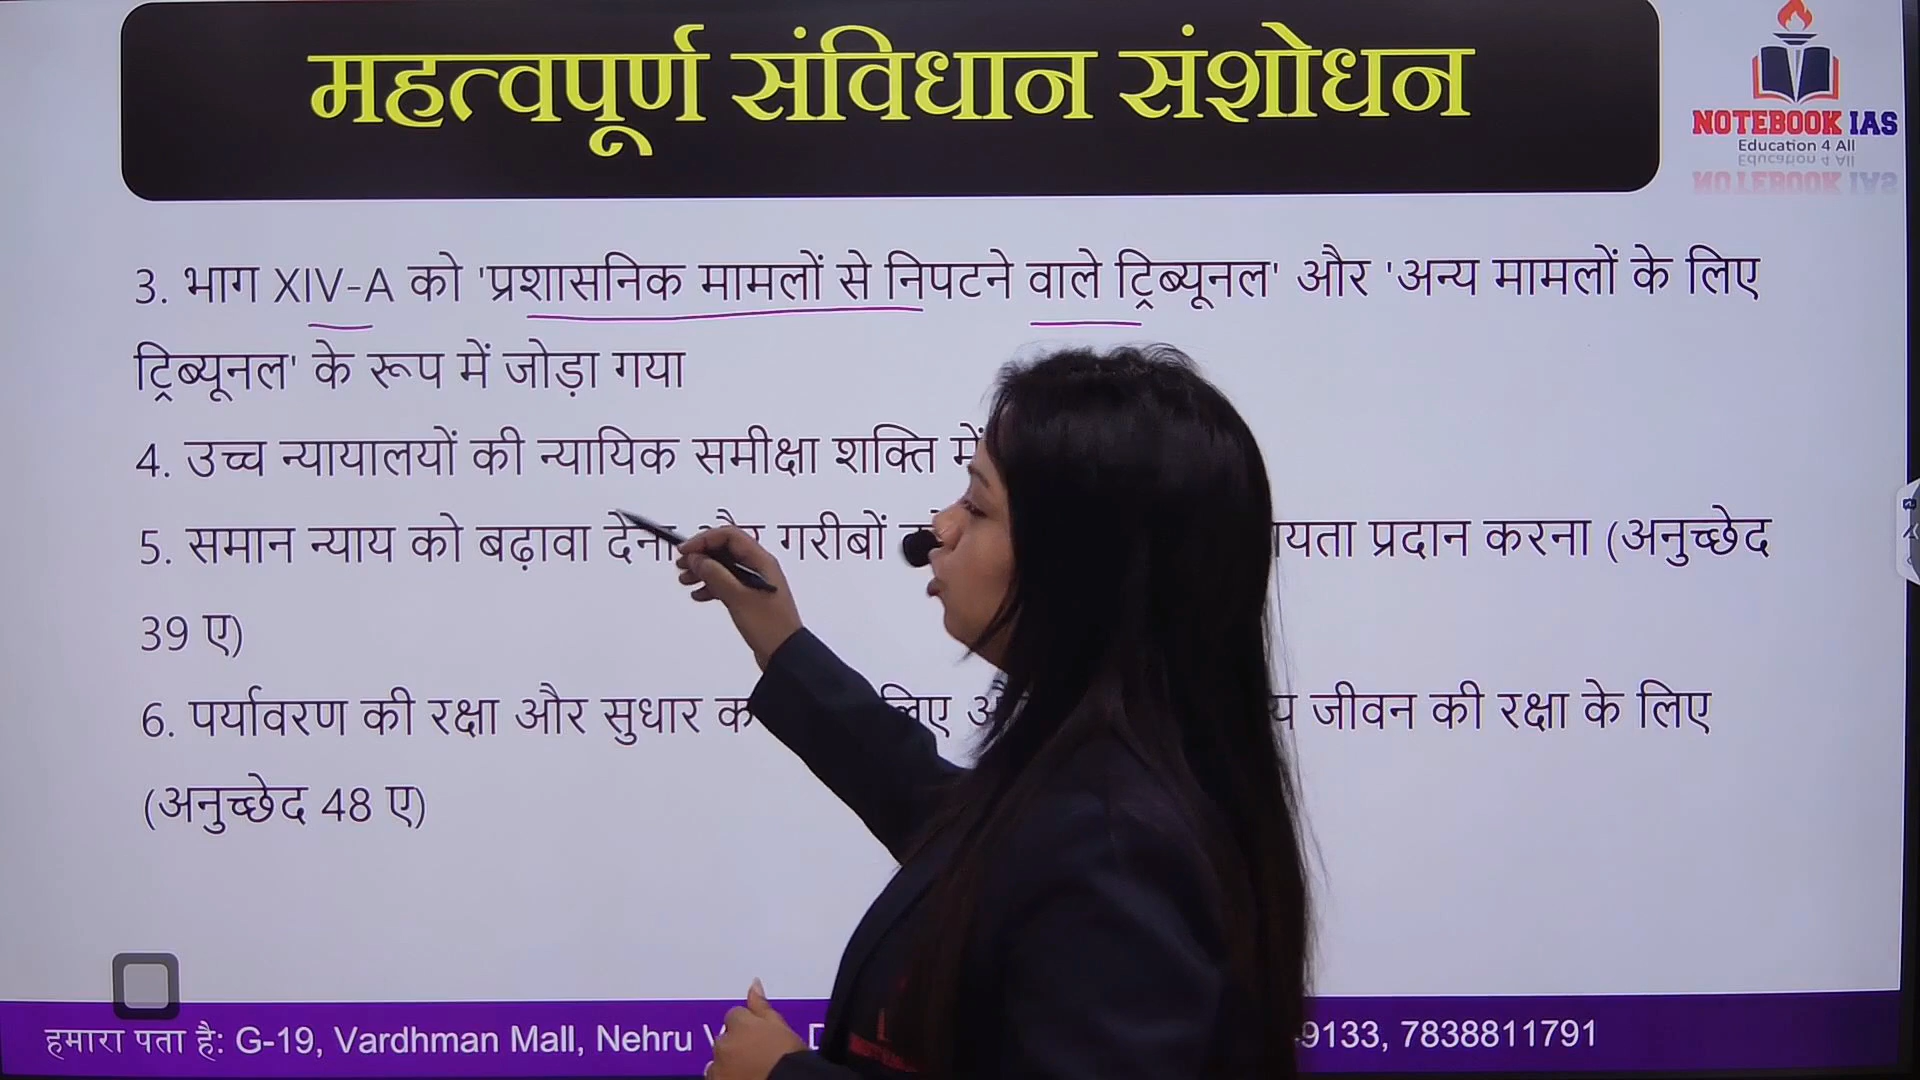 महत्वपूर्ण संविधान संशोधन
NOTEBOOK IAS
Education 4 All
3. भाग XIV-A को 'प्रशासनिक मामलों से निपटने वाले ट्रिब्यूनल' और 'अन्य मामलों के लिए
ट्रिब्यूनल' के रूप में जोड़ा गया
4. उच्च न्यायालयों की न्यायिक समीक्षा शक्ति में
5. समान न्याय को बढ़ावा देना और गरीबों प्रदान करना (अनुच्छेद
39 ए)
6. पर्यावरण की रक्षा और सुधार लिए जीवन की रक्षा के लिए
(अनुच्छेद 48 ए)
हमारा पता है: G-19, Vardhman Mall, Nehru 9133, 7838811791